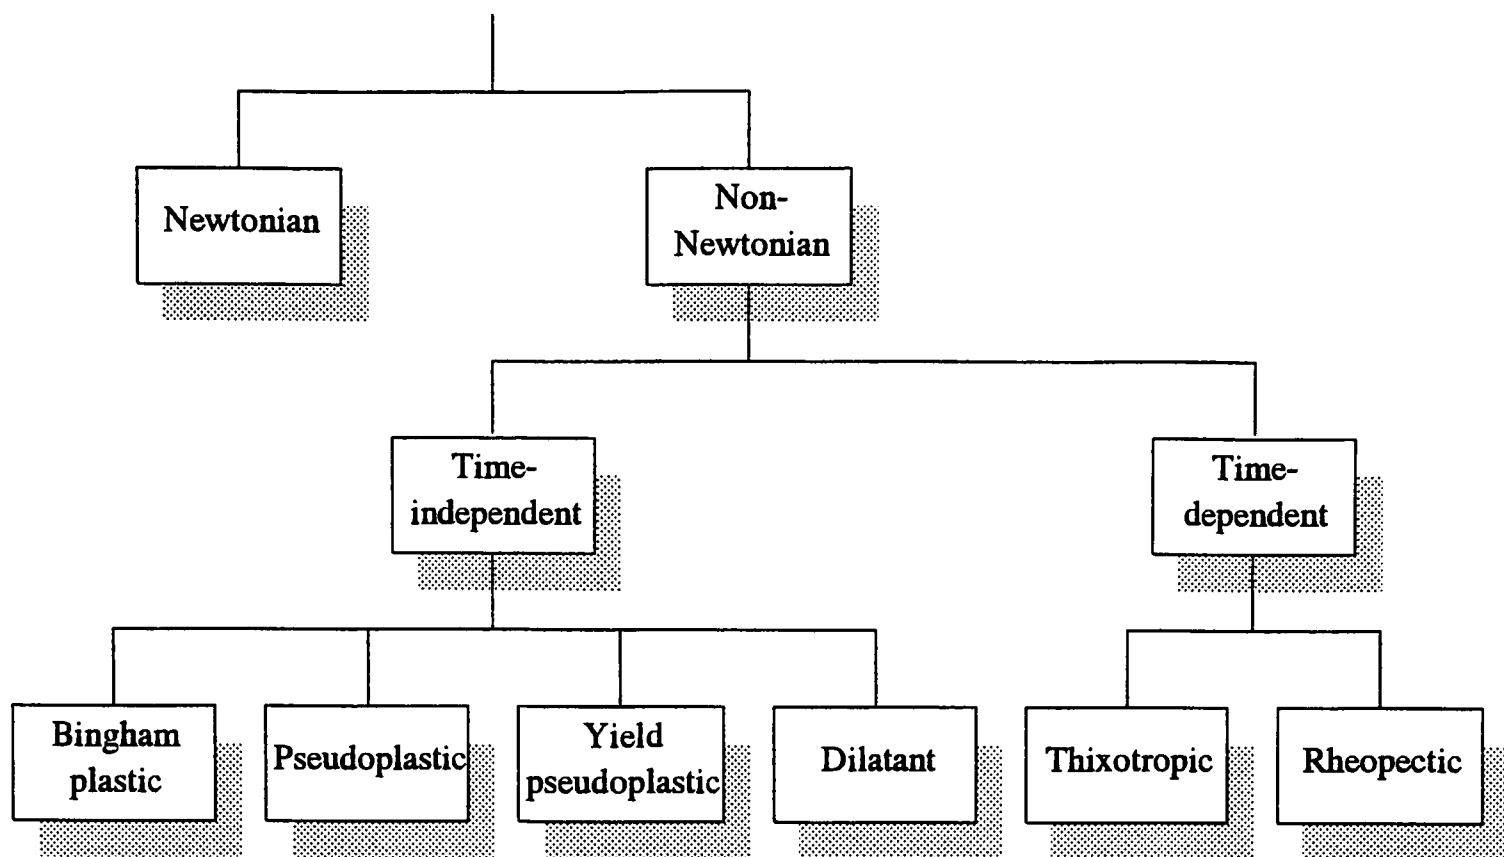 Newtonian
Non-
Newtonian
Time-
independent
Time-
dependent
Bingham
plastic
Pseudoplastic
Yield
pseudoplastic
Dilatant
Thixotropic
Rheopectic